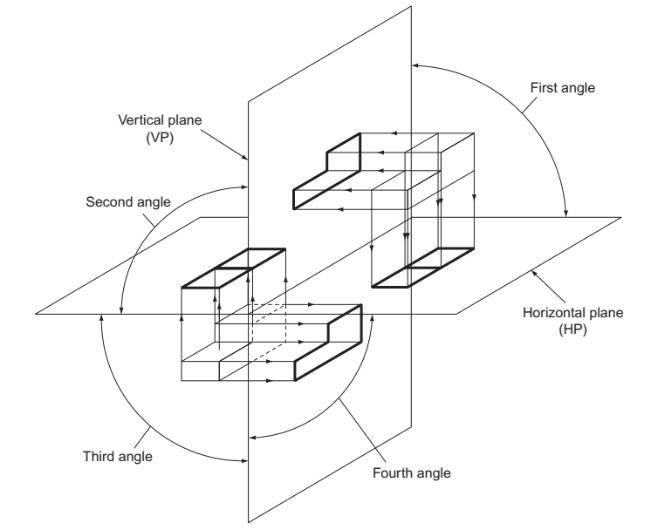 First angle
Vertical plane
(VP)
Second angle
Horizontal plane
(HP)
Third angle
Fourth angle